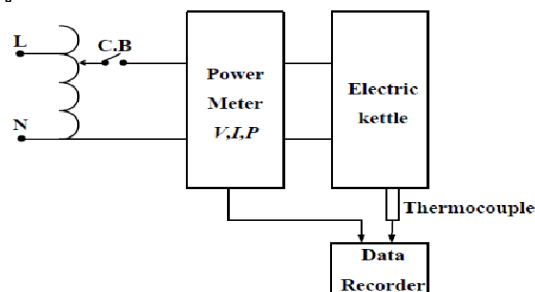 L
C.B
N
Power
Meter
V,I,P
Electric
kettle
Thermocouple
Data
Recorder